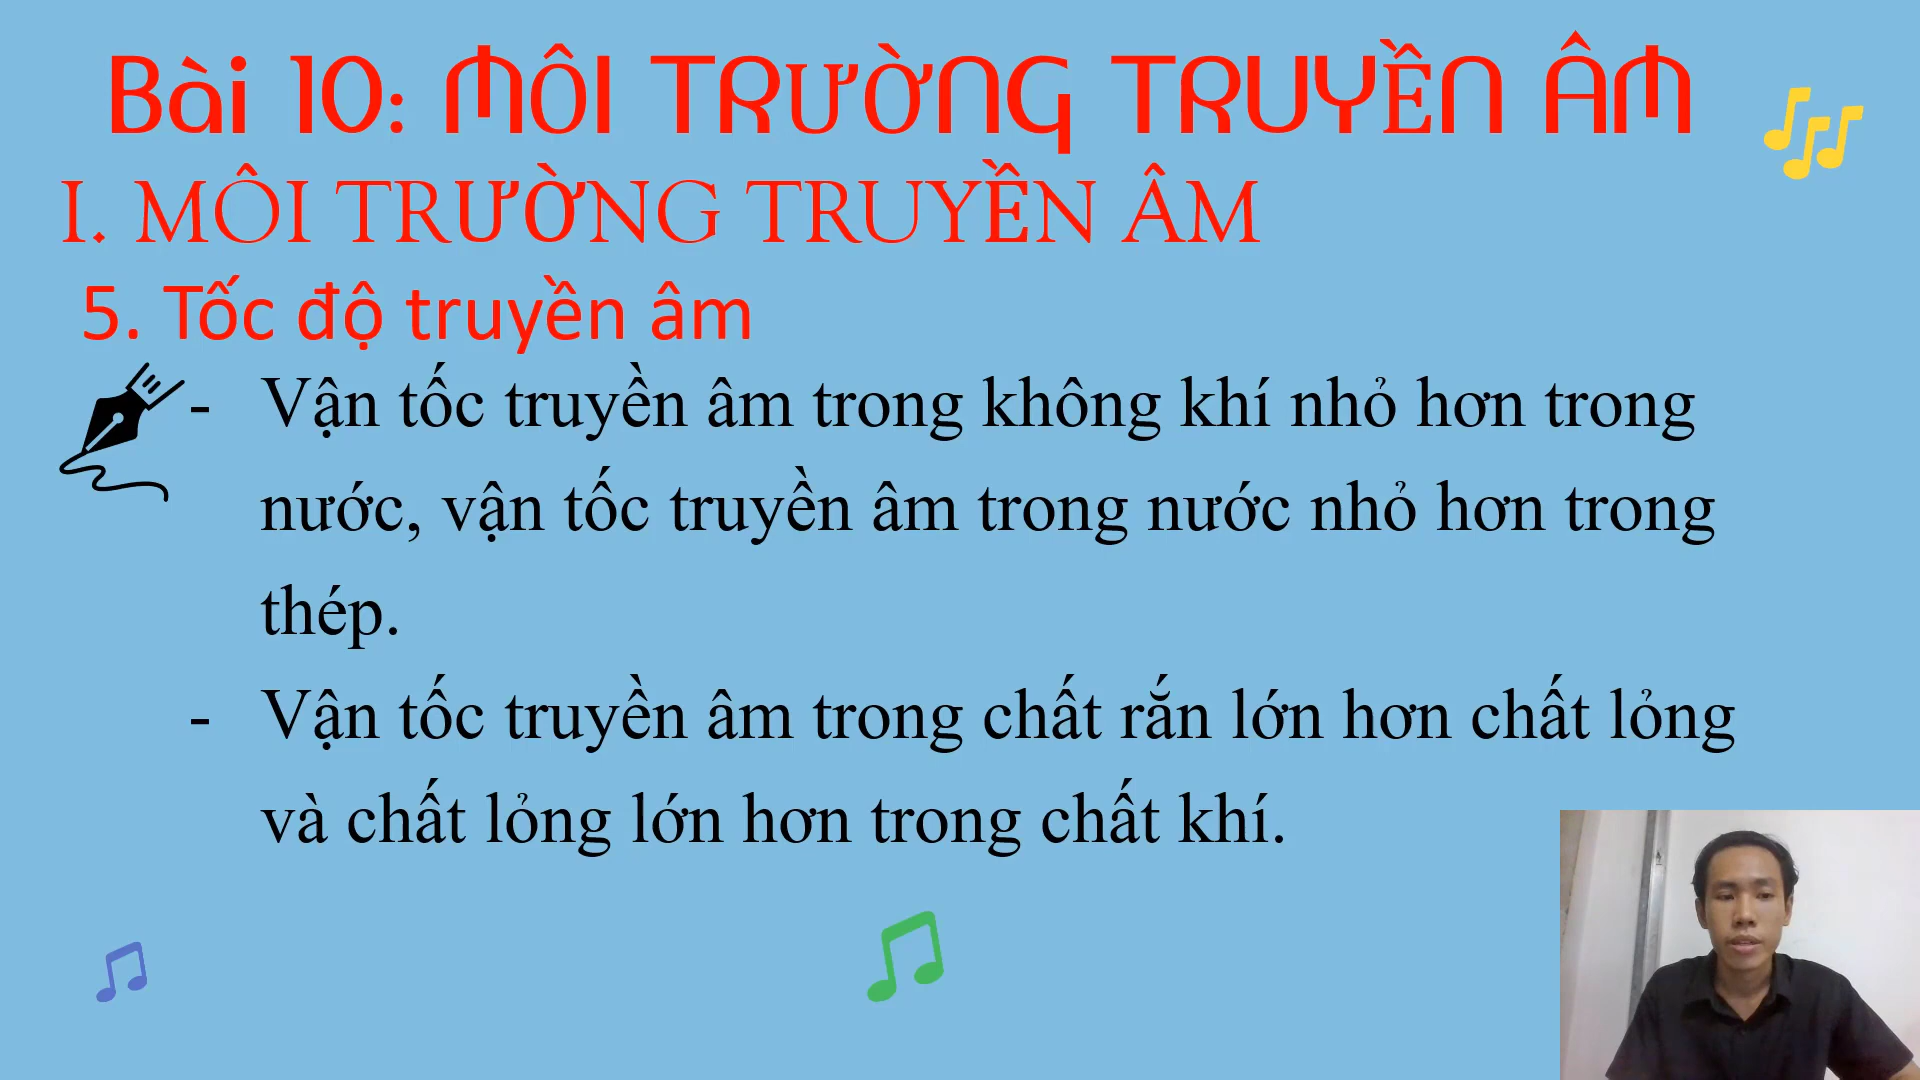 Bài 10: MÔI TRƯỜNG TRUYỀN ÂM
I. MÔI TRƯỜNG TRUYỀN ÂM
5. Tốc độ truyền âm
- Vận tốc truyền âm trong không khí nhỏ hơn trong
nước, vận tốc truyền âm trong nước nhỏ hơn trong
thép.
- Vận tốc truyền âm trong chất rắn lớn hơn chất lỏng
và chất lỏng lớn hơn trong chất khí.